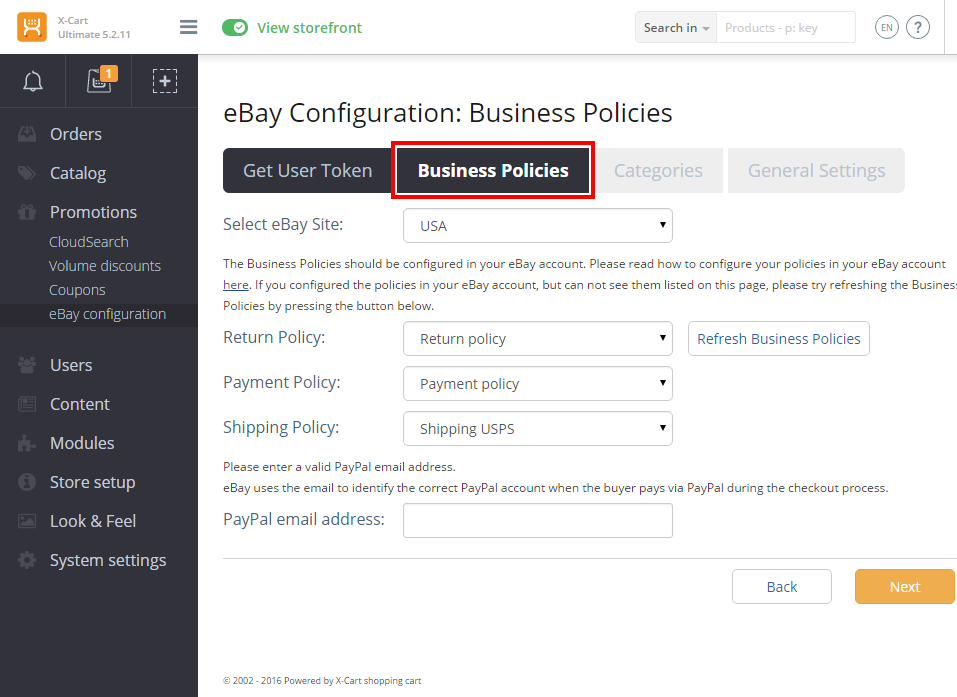 X-Cart
Ultimate 5.2.11
View storefront
Search in
Products - p: key
EN
?
1
Orders
Catalog
Promotions
CloudSearch
Volume discounts
Coupons
eBay configuration
Users
Content
Modules
Store setup
Look & Feel
System settings
eBay Configuration: Business Policies
Get User Token
Business Policies
Categories
General Settings
Select eBay Site:
USA
The Business Policies should be configured in your eBay account. Please read how to configure your policies in your eBay account
here. If you configured the policies in your eBay account, but can not see them listed on this page, please try refreshing the Busines
Policies by pressing the button below.
Return Policy:
Return policy
Refresh Business Policies
Payment Policy:
Payment policy
Shipping Policy:
Shipping USPS
Please enter a valid PayPal email address.
eBay uses the email to identify the correct PayPal account when the buyer pays via PayPal during the checkout process.
PayPal email address:
Back
Next
© 2002 - 2016 Powered by X-Cart shopping cart